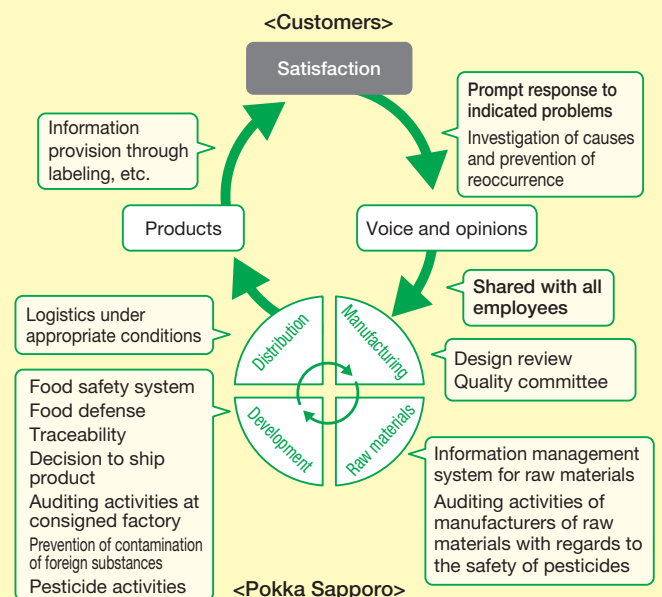 <Customers>
Satisfaction
Prompt response to
indicated problems
Investigation of causes
and prevention of
reoccurrence
Information
provision through
labeling, etc.
Products
Voice and opinions
Shared with all
employees
Logistics under
appropriate conditions
Distribution
Manufacturing
Design review
Quality committee
Development
Raw materials
Food safety system
Food defense
Traceability
Decision to ship
product
Auditing activities at
consigned factory
Prevention of contamination
of foreign substances
Pesticide activities
Information management
system for raw materials
Auditing activities of
manufacturers of raw
materials with regards to
the safety of pesticides
<Pokka Sapporo>